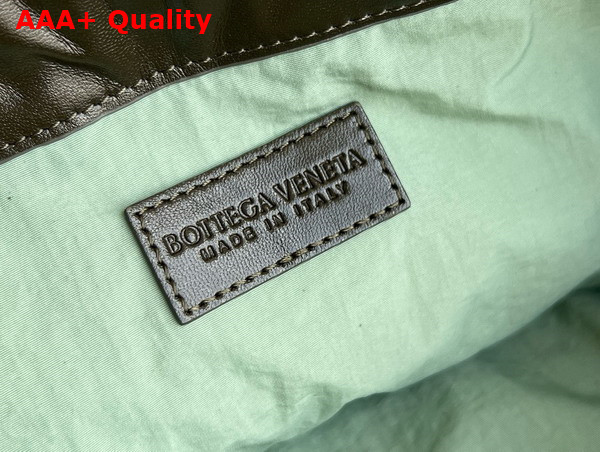 AAA+ Quality
BOTTEGA VENETA
MADE IN ITALY